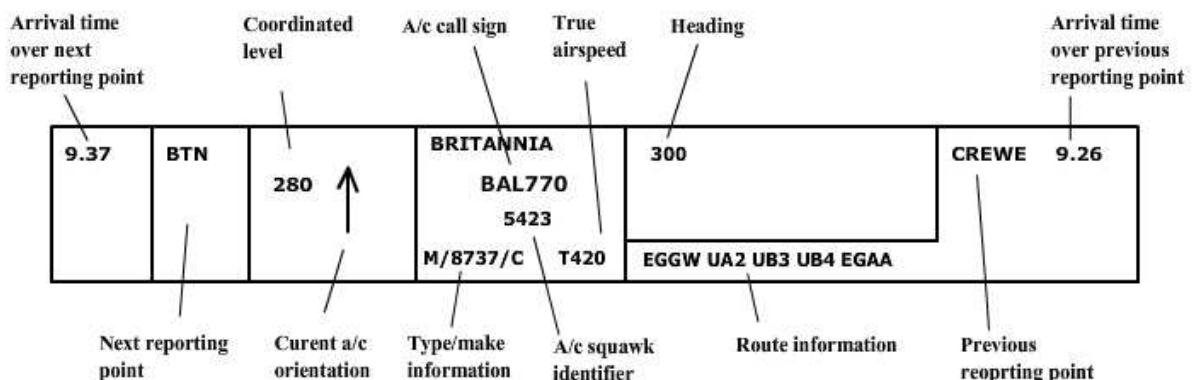 Arrival time
over next
reporting point
Coordinated
level
A/c call sign
True
airspeed
Heading
Arrival time
over previous
reporting point
9.37
BTN
280
BRITANNIA
BAL770
5423
M/8737/C T420
300
EGGW UA2 UB3 UB4 EGAA
CREWE 9.26
Next reporting
point
Curent a/c
orientation
Type/make
information
A/c squawk
identifier
Route information
Previous
reoprting point